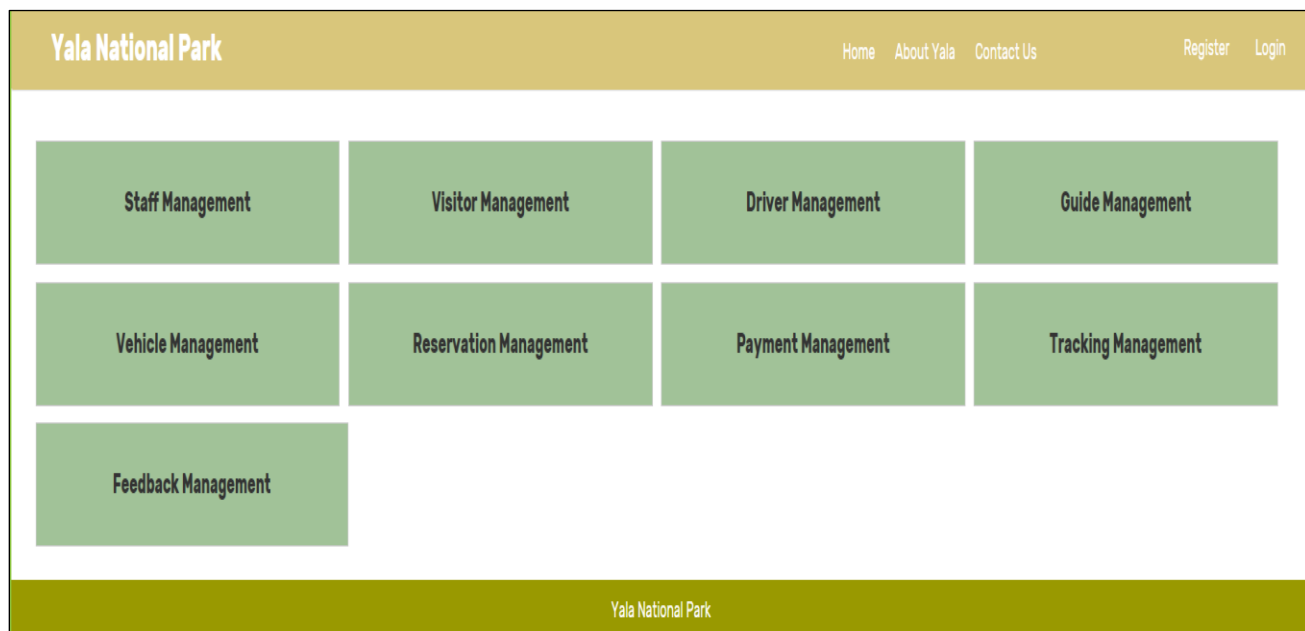 Yala National Park
Home About Yala Contact Us Register Login
Staff Management Visitor Management Driver Management Guide Management
Vehicle Management Reservation Management Payment Management Tracking Management
Feedback Management
Yala National Park